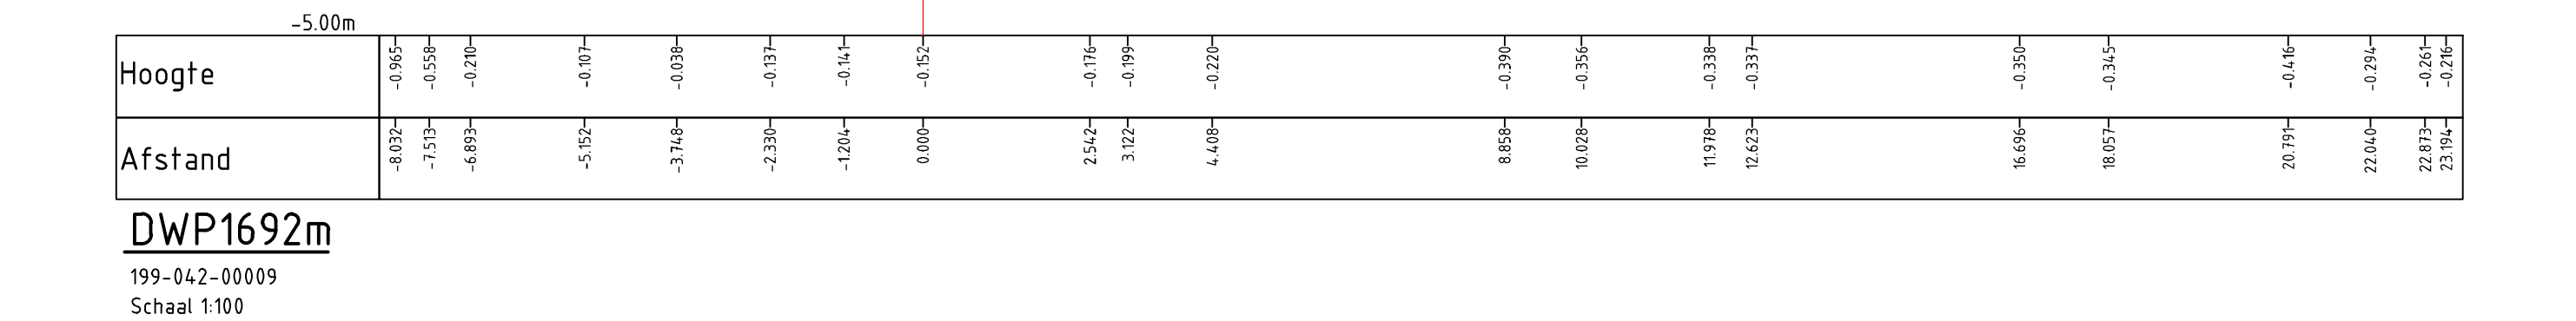 -5.00m
Hoogte -0.965 -0.558 -0.210 -0.107 -0.038 -0.137 -0.141 -0.152 -0.176 -0.199 -0.220 -0.390 -0.356 -0.338 -0.337 -0.350 -0.345 -0.416 -0.294 -0.261 -0.216
Afstand -8.032 -7.513 -6.893 -5.152 -3.748 -2.330 -1.204 0.000 2.542 3.122 4.408 8.858 10.028 11.978 12.623 16.696 18.057 20.791 22.040 22.873 23.194
DWP1692m
199-042-00009
Schaal 1:100